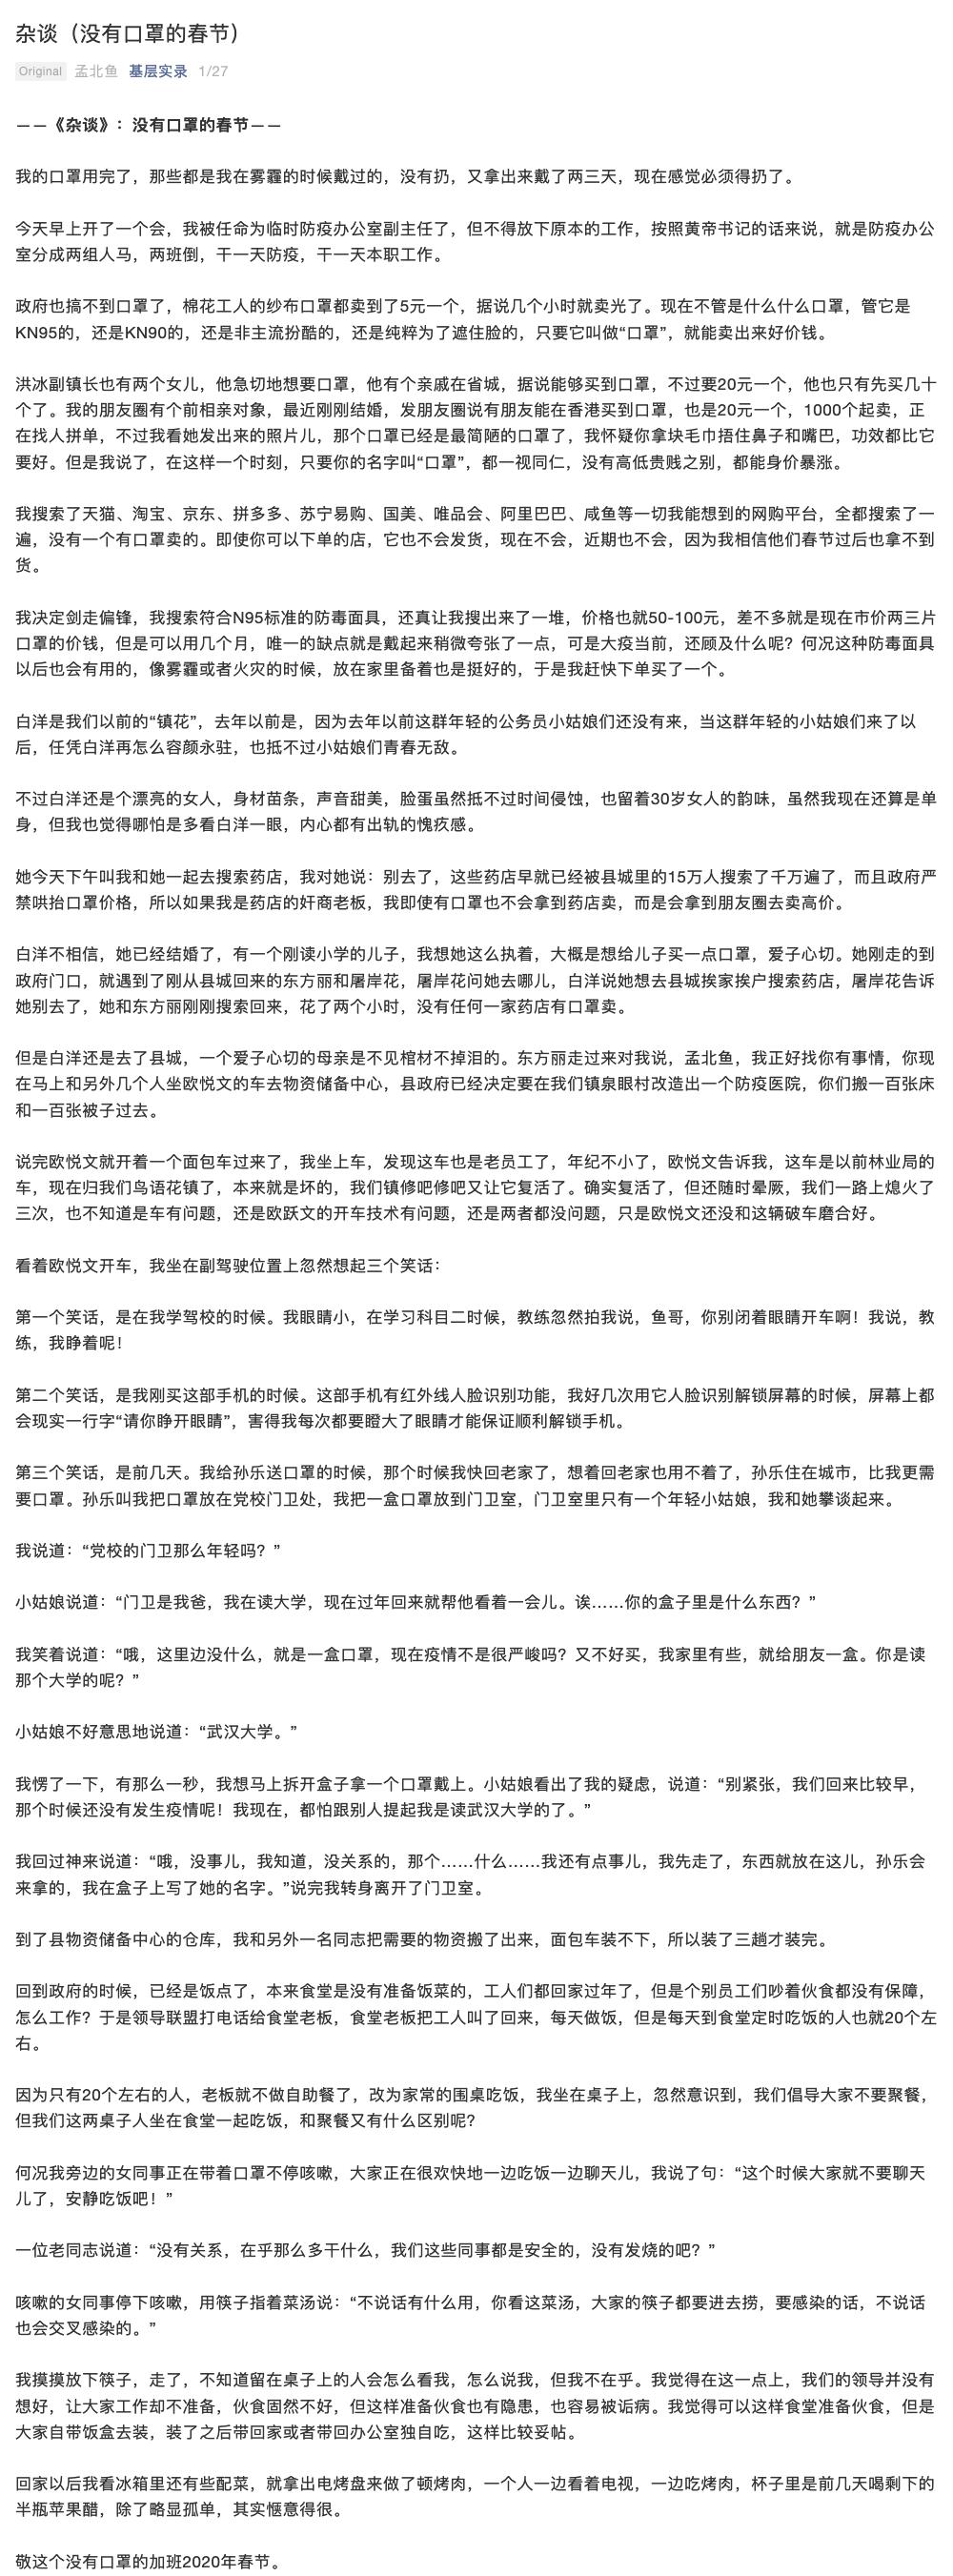 杂谈（没有口罩的春节）
Original 孟北鱼 基层实录 1/27
——《杂谈》：没有口罩的春节——
我的口罩用完了，那些都是我在雾霾的时候戴过的，没有扔，又拿出来戴了两三天，现在感觉必须得扔了。
今天早上开了一个会，我被任命为临时防疫办公室副主任了，但不得放下原本的工作，按照黄帝书记的话来说，就是防疫办公
室分成两组人马，两班倒，干一天防疫，干一天本职工作。
政府也搞不到口罩了，棉花工人的纱布口罩都卖到了5元一个，据说几个小时就卖光了。现在不管是什么什么口罩，管它是
KN95的，还是KN90的，还是非主流扮酷的，还是纯粹为了遮住脸的，只要它叫做“口罩”，就能卖出来好价钱。
洪冰副镇长也有两个女儿，他急切地想要口罩，他有个亲戚在省城，据说能够买到口罩，不过要20元一个，他也只有先买几十
个了。我的朋友圈有个前相亲对象，最近刚刚结婚，发朋友圈说有朋友能在香港买到口罩，也是20元一个，1000个起卖，正
在找人拼单，不过我看她发出来的照片儿，那个口罩已经是最简陋的口罩了，我怀疑你拿块毛巾捂住鼻子和嘴巴，功效都比它
要好。但是我说了，在这样一个时刻，只要你的名字叫“口罩”，都一视同仁，没有高低贵贱之别，都能身价暴涨。
我搜索了天猫、淘宝、京东、拼多多、苏宁易购、国美、唯品会、阿里巴巴、咸鱼等一切我能想到的网购平台，全都搜索了一
遍，没有一个有口罩卖的。即使你可以下单的店，它也不会发货，现在不会，近期也不会，因为我相信他们春节过后也拿不到
货。
我决定剑走偏锋，我搜索符合N95标准的防毒面具，还真让我搜出来了一堆，价格也就50-100元，差不多就是现在市价两三片
口罩的价钱，但是可以用几个月，唯一的缺点就是戴起来稍微夸张了一点，可是大疫当前，还顾及什么呢？何况这种防毒面具
以后也会有用的，像雾霾或者火灾的时候，放在家里备着也是挺好的，于是我赶快下单买了一个。
白洋是我们以前的“镇花”，去年以前是，因为去年以前这群年轻的公务员小姑娘们还没有来，当这群年轻的小姑娘们来了以
后，任凭白洋再怎么容颜永驻，也抵不过小姑娘们青春无敌。
不过白洋还是个漂亮的女人，身材苗条，声音甜美，脸蛋虽然抵不过时间侵蚀，也留着30岁女人的韵味，虽然我现在还算是单
身，但我也觉得哪怕是多看白洋一眼，内心都有出轨的愧疚感。
她今天下午叫我和她一起去搜索药店，我对她说：别去了，这些药店早就已经被县城里的15万人搜索了千万遍了，而且政府严
禁哄抬口罩价格，所以如果我是药店的奸商老板，我即使有口罩也不会拿到药店卖，而是会拿到朋友圈去卖高价。
白洋不相信，她已经结婚了，有一个刚读小学的儿子，我想她这么执着，大概是想给儿子买一点口罩，爱子心切。她刚走的到
政府门口，就遇到了刚从县城回来的东方丽和屠岸花，屠岸花问她去哪儿，白洋说她想去县城挨家挨户搜索药店，屠岸花告诉
她别去了，她和东方丽刚刚搜索回来，花了两个小时，没有任何一家药店有口罩卖。
但是白洋还是去了县城，一个爱子心切的母亲是不见棺材不掉泪的。东方丽走过来对我说，孟北鱼，我正好找你有事情，你现
在马上和另外几个人坐欧悦文的车去物资储备中心，县政府已经决定要在我们镇泉眼村改造出一个防疫医院，你们搬一百张床
和一百张被子过去。
说完欧悦文就开着一个面包车过来了，我坐上车，发现这车也是老员工了，年纪不小了，欧悦文告诉我，这车是以前林业局的
车，现在归我们鸟语花镇了，本来就是坏的，我们镇修吧修吧又让它复活了。确实复活了，但还随时晕厥，我们一路上熄火了
三次，也不知道是车有问题，还是欧跃文的开车技术有问题，还是两者都没问题，只是欧悦文还没和这辆破车磨合好。
看着欧悦文开车，我坐在副驾驶位置上忽然想起三个笑话：
第一个笑话，是在我学驾校的时候。我眼睛小，在学习科目二时候，教练忽然拍我说，鱼哥，你别闭着眼睛开车啊！我说，教
练，我睁着呢！
第二个笑话，是我刚买这部手机的时候。这部手机有红外线人脸识别功能，我好几次用它人脸识别解锁屏幕的时候，屏幕上都
会现实一行字“请你睁开眼睛”，害得我每次都要瞪大了眼睛才能保证顺利解锁手机。
第三个笑话，是前几天。我给孙乐送口罩的时候，那个时候我快回老家了，想着回老家也用不着了，孙乐住在城市，比我更需
要口罩。孙乐叫我把口罩放在党校门卫处，我把一盒口罩放到门卫室，门卫室里只有一个年轻小姑娘，我和她攀谈起来。
我说道：“党校的门卫那么年轻吗？”
小姑娘说道：“门卫是我爸，我在读大学，现在过年回来就帮他看着一会儿。诶……你的盒子里是什么东西？”
我笑着说道：“哦，这里边没什么，就是一盒口罩，现在疫情不是很严峻吗？又不好买，我家里有些，就给朋友一盒。你是读
那个大学的呢？”
小姑娘不好意思地说道：“武汉大学。”
我愣了一下，有那么一秒，我想马上拆开盒子拿一个口罩戴上。小姑娘看出了我的疑虑，说道：“别紧张，我们回来比较早，
那个时候还没有发生疫情呢！我现在，都怕跟别人提起我是读武汉大学的了。”
我回过神来说道：“哦，没事儿，我知道，没关系的，那个……什么……我还有点事儿，我先走了，东西就放在这儿，孙乐会
来拿的，我在盒子上写了她的名字。”说完我转身离开了门卫室。
到了县物资储备中心的仓库，我和另外一名同志把需要的物资搬了出来，面包车装不下，所以装了三趟才装完。
回到政府的时候，已经是饭点了，本来食堂是没有准备饭菜的，工人们都回家过年了，但是个别员工们吵着伙食都没有保障，
怎么工作？于是领导联盟打电话给食堂老板，食堂老板把工人叫了回来，每天做饭，但是每天到食堂定时吃饭的人也就20个左
右。
因为只有20个左右的人，老板就不做自助餐了，改为家常的围桌吃饭，我坐在桌子上，忽然意识到，我们倡导大家不要聚餐，
但我们这两桌子人坐在食堂一起吃饭，和聚餐又有什么区别呢？
何况我旁边的女同事正在带着口罩不停咳嗽，大家正在很欢快地一边吃饭一边聊天儿，我说了句：“这个时候大家就不要聊天
儿了，安静吃饭吧！”
一位老同志说道：“没有关系，在乎那么多干什么，我们这些同事都是安全的，没有发烧的吧？”
咳嗽的女同事停下咳嗽，用筷子指着菜汤说：“不说话有什么用，你看这菜汤，大家的筷子都要进去捞，要感染的话，不说话
也会交叉感染的。”
我摸摸放下筷子，走了，不知道留在桌子上的人会怎么看我，怎么说我，但我不在乎。我觉得在这一点上，我们的领导并没有
想好，让大家工作却不准备，伙食固然不好，但这样准备伙食也有隐患，也容易被诟病。我觉得可以这样食堂准备伙食，但是
大家自带饭盒去装，装了之后带回家或者带回办公室独自吃，这样比较妥帖。
回家以后我看冰箱里还有些配菜，就拿出电烤盘来做了顿烤肉，一个人一边看着电视，一边吃烤肉，杯子里是前几天喝剩下的
半瓶苹果醋，除了略显孤单，其实惬意得很。
敬这个没有口罩的加班2020年春节。